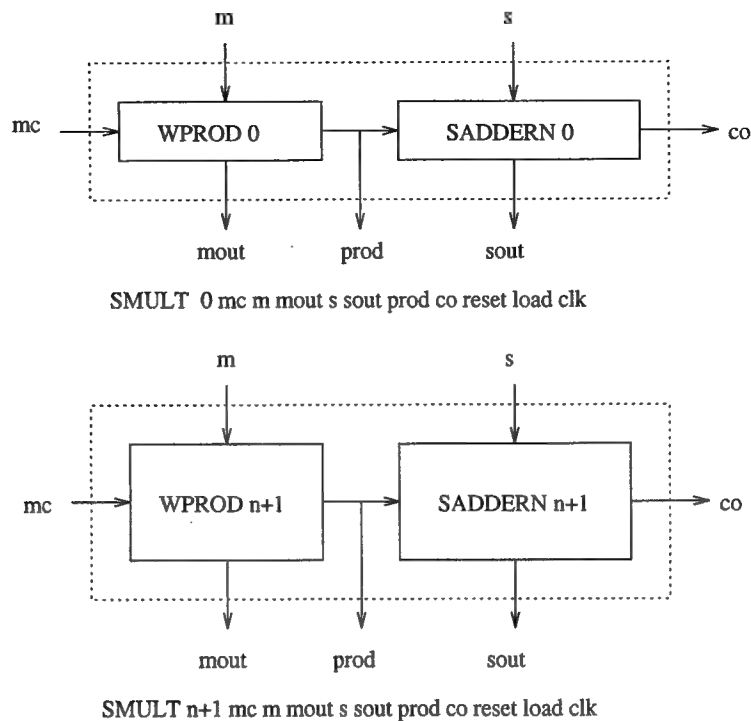 m s
mc WPROD 0 SADDERN 0 co
mout prod sout
SMULT 0 mc m mout s sout prod co reset load clk
m s
mc WPROD n+1 SADDERN n+1 co
mout prod sout
SMULT n+1 mc m mout s sout prod co reset load clk